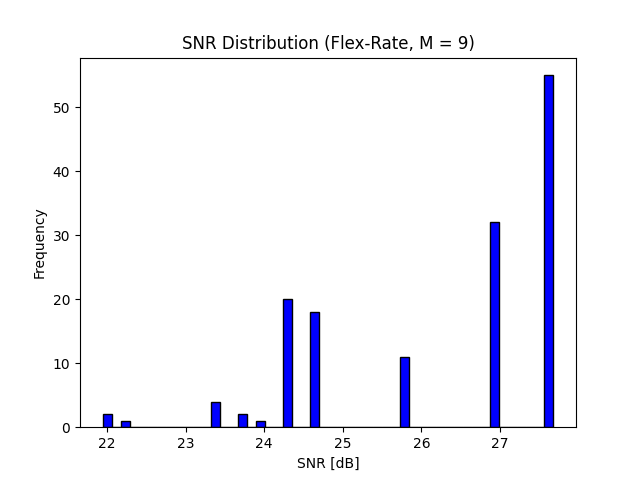 SNR Distribution (Flex-Rate, M = 9)
Frequency
50
40
30
20
10
0
22 23 24 25 26 27
SNR [dB]